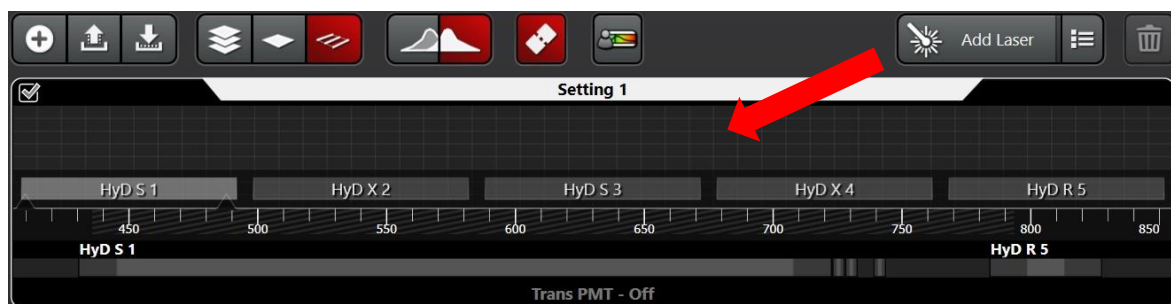 Add Laser
Setting 1
HyD S 1 HyD X 2 HyD S 3 HyD X 4 HyD R 5
450 500 550 600 650 700 750 800 850
HyD S 1 HyD R 5
Trans PMT - Off